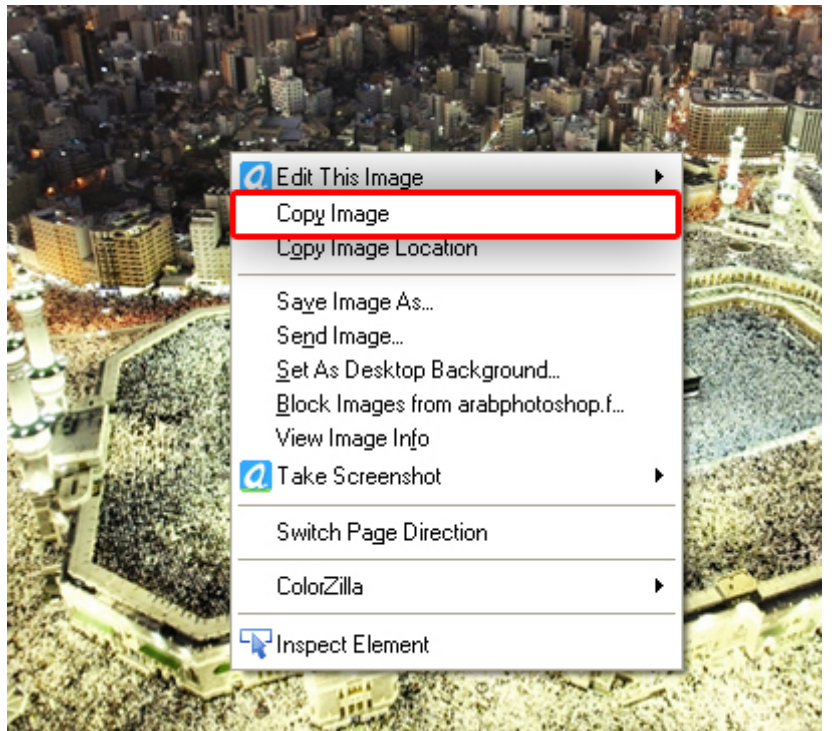 Edit This Image
Copy Image
Copy Image Location
Save Image As...
Send Image...
Set As Desktop Background...
Block Images from arabphotoshop.f...
View Image Info
Take Screenshot
Switch Page Direction
ColorZilla
Inspect Element